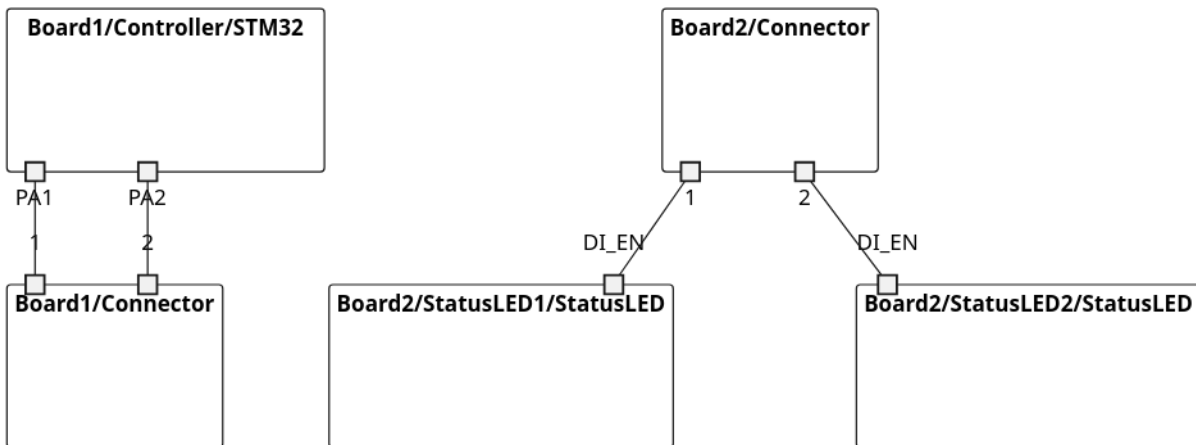 Board1/Controller/STM32
Board2/Connector
PA1
PA2
1
2
1
2
DI_EN
DI_EN
Board1/Connector
Board2/StatusLED1/StatusLED
Board2/StatusLED2/StatusLED